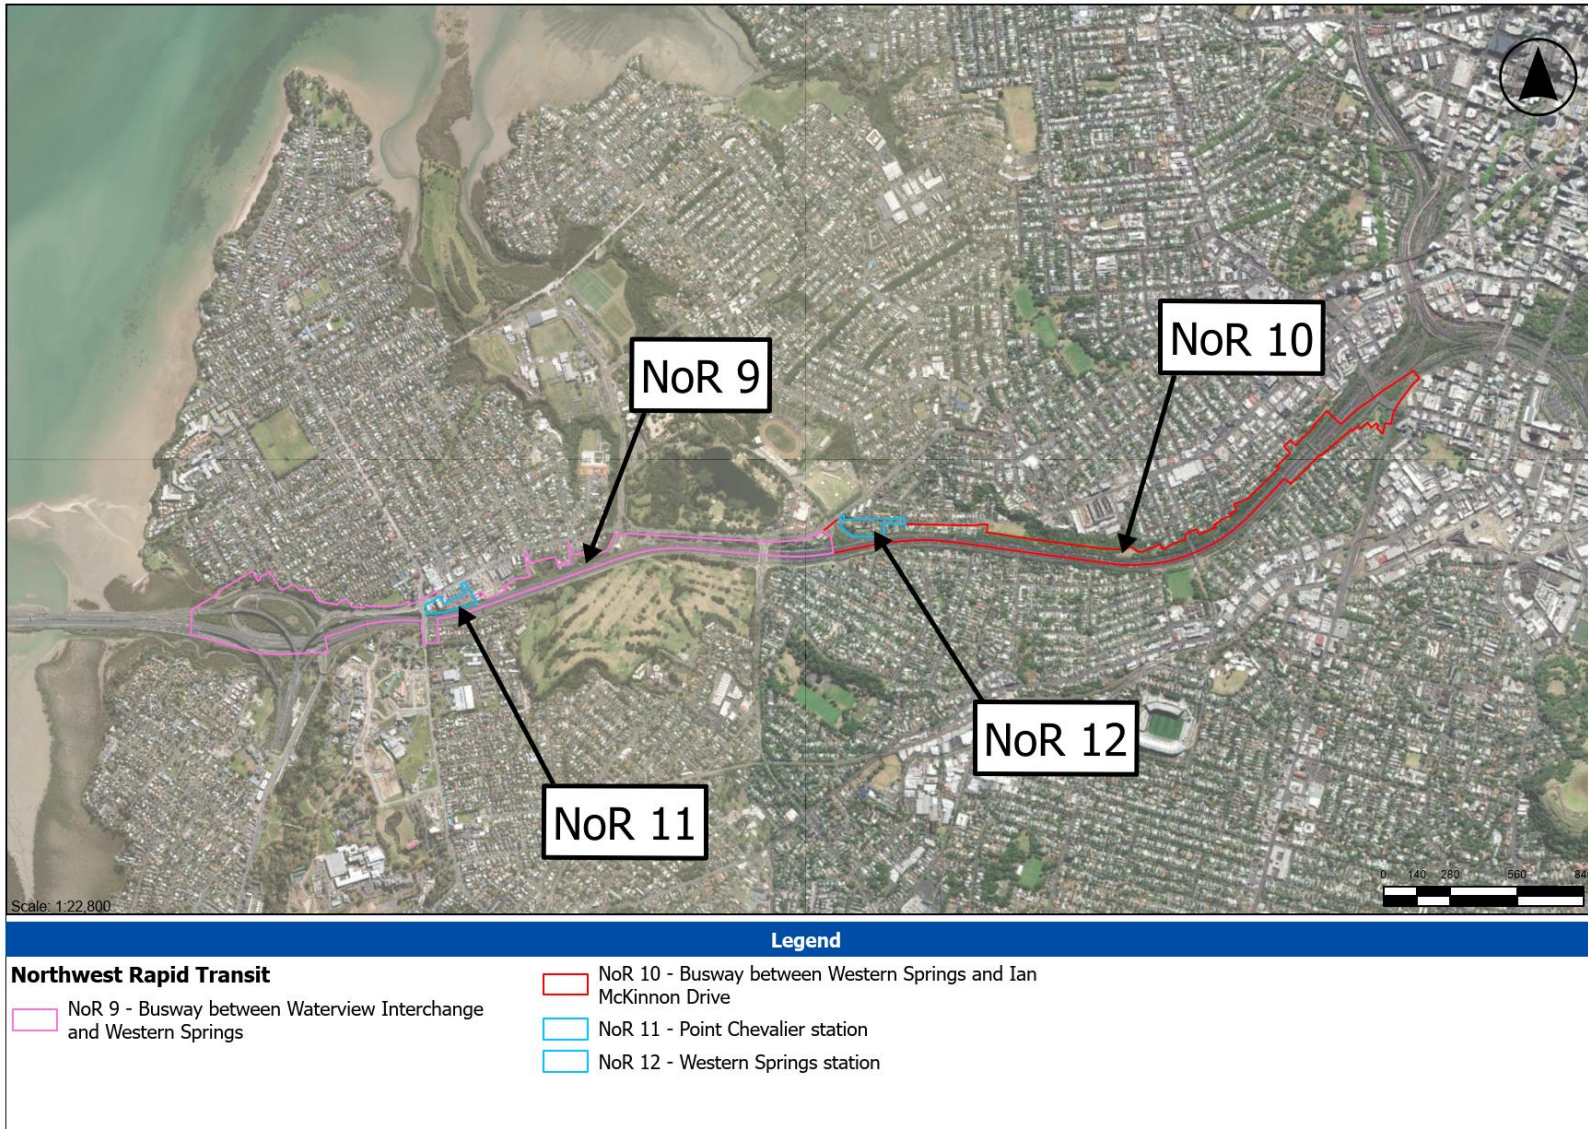 NoR 10
NoR 9
NoR 12
NoR 11
0 140 280 560 840
Scale: 1:22,800
Legend
Northwest Rapid Transit
NoR 9 - Busway between Waterview Interchange
and Western Springs
NoR 10 - Busway between Western Springs and Ian
McKinnon Drive
NoR 11 - Point Chevalier station
NoR 12 - Western Springs station